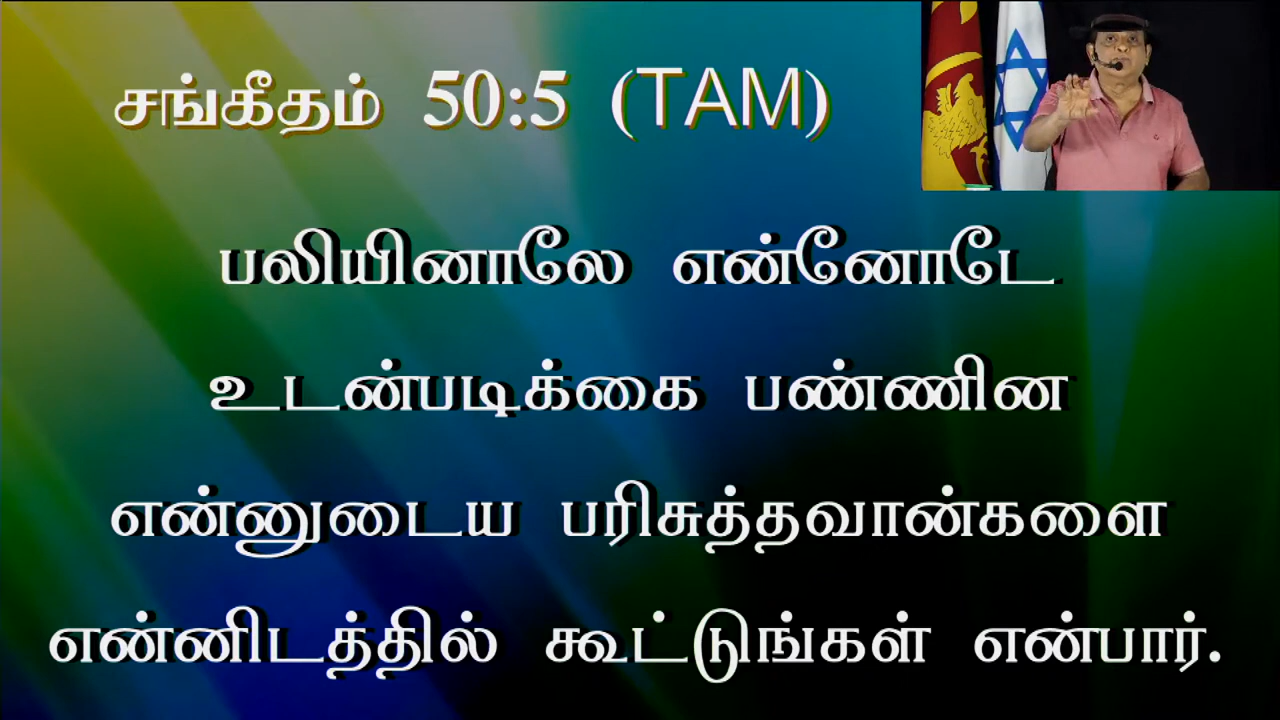 சங்கீதம் 50:5 (TAM)
பலியினாலே என்னோடே
உடன்படிக்கை பண்ணின
என்னுடைய பரிசுத்தவான்களை
என்னிடத்தில் கூட்டுங்கள் என்பார்.